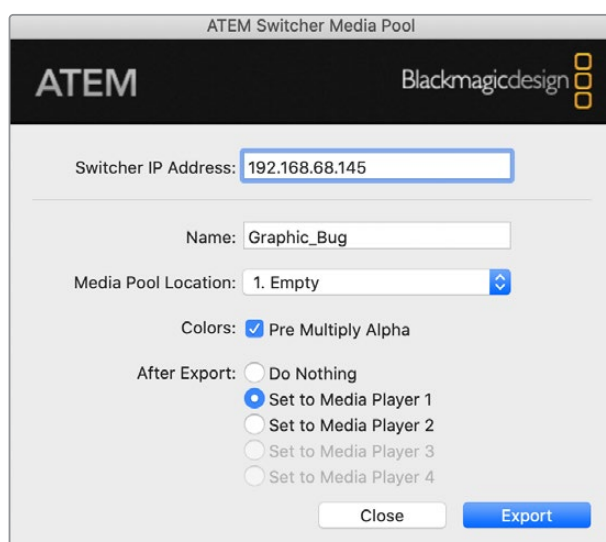 ATEM Switcher Media Pool
ATEM
Blackmagicdesign
Switcher IP Address: 192.168.68.145
Name: Graphic_Bug
Media Pool Location: 1. Empty
Colors: Pre Multiply Alpha
After Export: Do Nothing
Set to Media Player 1
Set to Media Player 2
Set to Media Player 3
Set to Media Player 4
Close Export